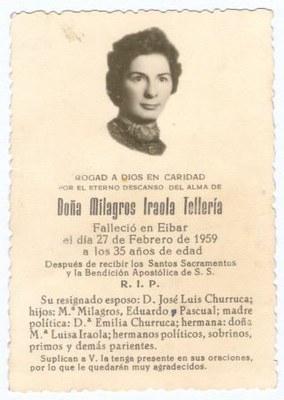 ROGAD A DIOS EN CARIDAD
POR EL ETERNO DESCANSO DEL ALMA DE
Doña Milagros Iraola Tellería
Falleció en Eibar
el día 27 de Febrero de 1959
a los 35 años de edad
Después de recibir los Santos Sacramentos
y la Bendición Apostólica de S. S.
R. I. P.
Su resignado esposo: D. José Luis Churruca;
hijos: M.ª Milagros, Eduardo y Pascual; madre
política: D.ª Emilia Churruca; hermana: doña
M.ª Luisa Iraola; hermanos políticos, sobrinos,
primos y demás parientes.
Suplican a V. la tenga presente en sus oraciones,
por lo que le quedarán muy agradecidos.